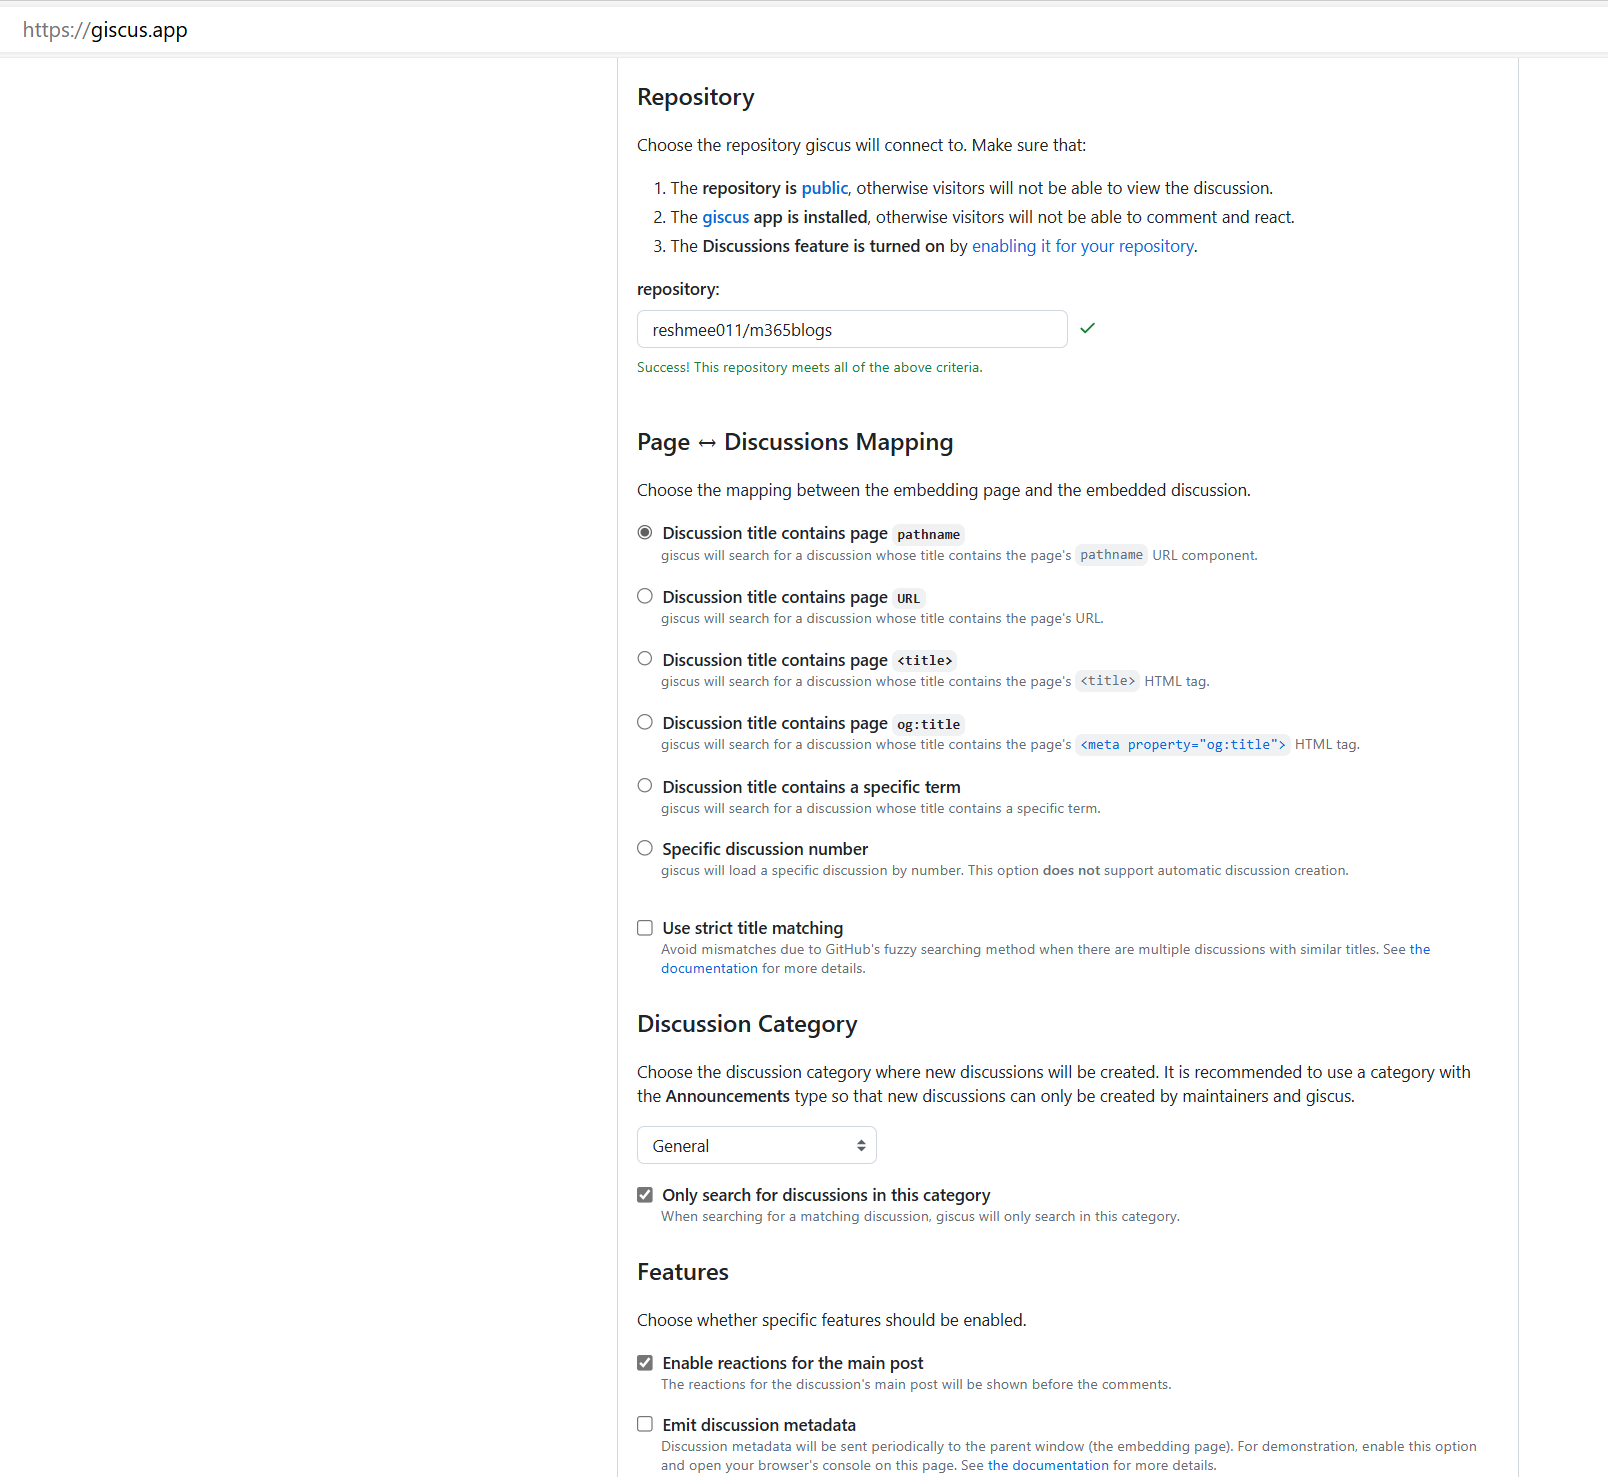 https://giscus.app
Repository
Choose the repository giscus will connect to. Make sure that:
1. The repository is public, otherwise visitors will not be able to view the discussion.
2. The giscus app is installed, otherwise visitors will not be able to comment and react.
3. The Discussions feature is turned on by enabling it for your repository.
repository:
reshmee011/m365blogs
Success! This repository meets all of the above criteria.
Page ↔ Discussions Mapping
Choose the mapping between the embedding page and the embedded discussion.
Discussion title contains page pathname
giscus will search for a discussion whose title contains the page's pathname URL component.
Discussion title contains page URL
giscus will search for a discussion whose title contains the page's URL.
Discussion title contains page <title>
giscus will search for a discussion whose title contains the page's <title> HTML tag.
Discussion title contains page og:title
giscus will search for a discussion whose title contains the page's <meta property="og:title"> HTML tag.
Discussion title contains a specific term
giscus will search for a discussion whose title contains a specific term.
Specific discussion number
giscus will load a specific discussion by number. This option does not support automatic discussion creation.
Use strict title matching
Avoid mismatches due to GitHub's fuzzy searching method when there are multiple discussions with similar titles. See the
documentation for more details.
Discussion Category
Choose the discussion category where new discussions will be created. It is recommended to use a category with
the Announcements type so that new discussions can only be created by maintainers and giscus.
General
Only search for discussions in this category
When searching for a matching discussion, giscus will only search in this category.
Features
Choose whether specific features should be enabled.
Enable reactions for the main post
The reactions for the discussion's main post will be shown before the comments.
Emit discussion metadata
Discussion metadata will be sent periodically to the parent window (the embedding page). For demonstration, enable this option
and open your browser's console on this page. See the documentation for more details.